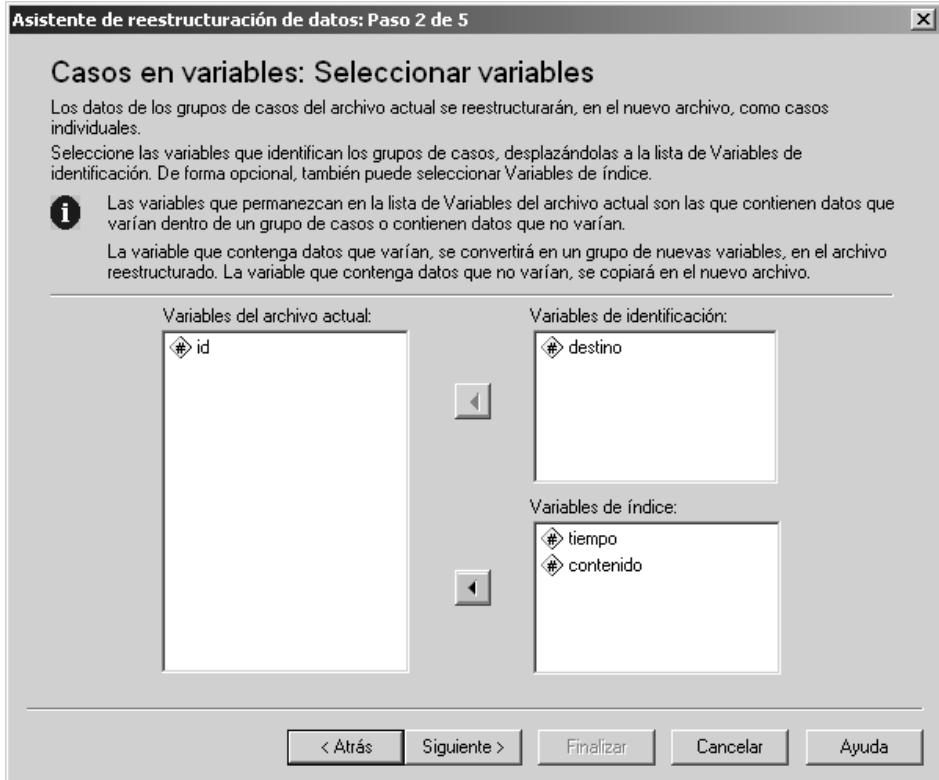 Asistente de reestructuración de datos: Paso 2 de 5
Casos en variables: Seleccionar variables
Los datos de los grupos de casos del archivo actual se reestructurarán, en el nuevo archivo, como casos
individuales.
Seleccione las variables que identifican los grupos de casos, desplazándolas a la lista de Variables de
identificación. De forma opcional, también puede seleccionar Variables de índice.
Las variables que permanezcan en la lista de Variables del archivo actual son las que contienen datos que
varían dentro de un grupo de casos o contienen datos que no varían.
La variable que contenga datos que varían, se convertirá en un grupo de nuevas variables, en el archivo
reestructurado. La variable que contenga datos que no varían, se copiará en el nuevo archivo.
Variables del archivo actual:
id
Variables de identificación:
destino
Variables de índice:
tiempo
contenido
< Atrás Siguiente > Finalizar Cancelar Ayuda